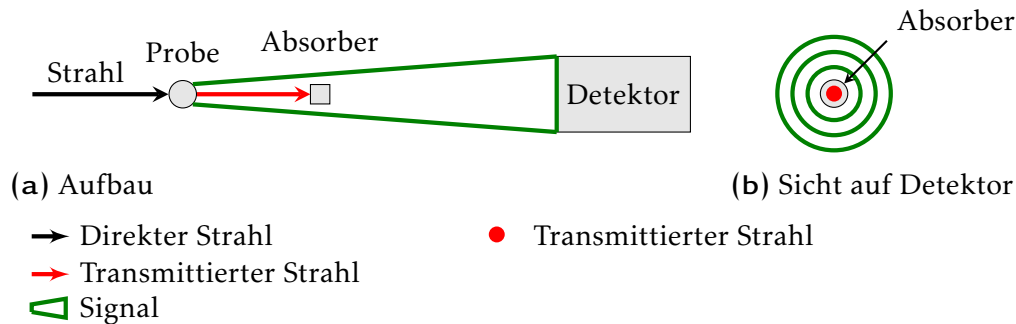 Strahl
Probe
Absorber
Detektor
Absorber
(a) Aufbau
(b) Sicht auf Detektor
Direkter Strahl
Transmittierter Strahl
Signal
Transmittierter Strahl